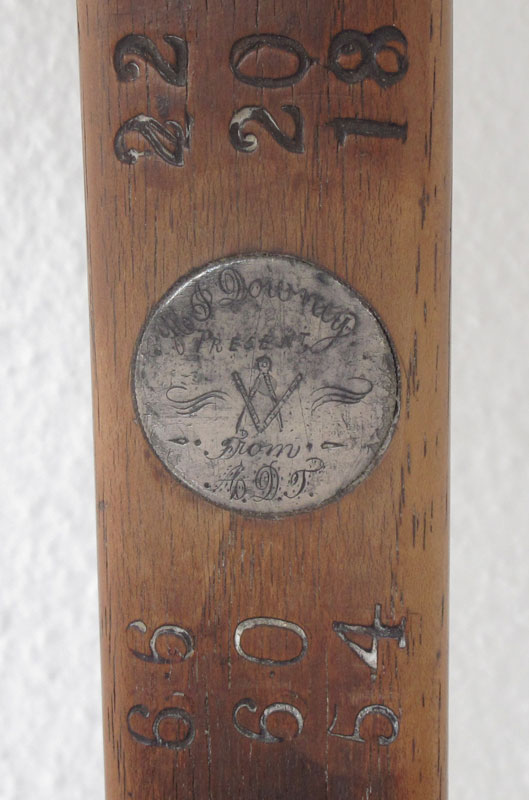 22 20 18
J Downey
PRESENT
From
A.D.T.
66 60 54